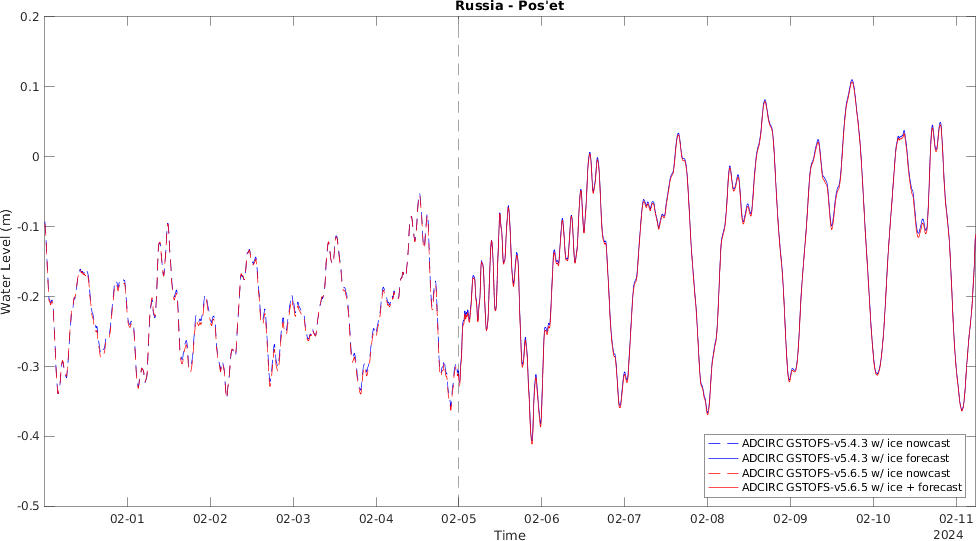 Russia - Pos'et
0.2
0.1
0
-0.1
-0.2
-0.3
-0.4
-0.5
Water Level (m)
ADCIRC GSTOFS-v5.4.3 w/ ice nowcast
ADCIRC GSTOFS-v5.4.3 w/ ice forecast
ADCIRC GSTOFS-v5.6.5 w/ ice nowcast
ADCIRC GSTOFS-v5.6.5 w/ ice + forecast
02-01 02-02 02-03 02-04 02-05 02-06 02-07 02-08 02-09 02-10 02-11
Time
2024